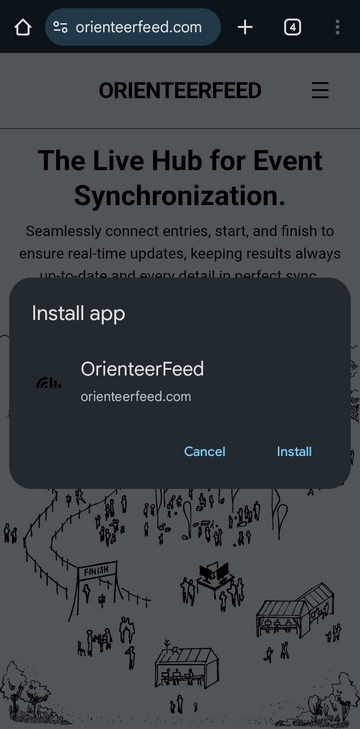 orienteerfeed.com
4
ORIENTEERFEED
The Live Hub for Event
Synchronization.
Seamlessly connect entries, start, and finish to
ensure real-time updates, keeping results always
up-to-date and every detail in perfect sync.
Install app
OrienteerFeed
orienteerfeed.com
Cancel
Install
FINISH